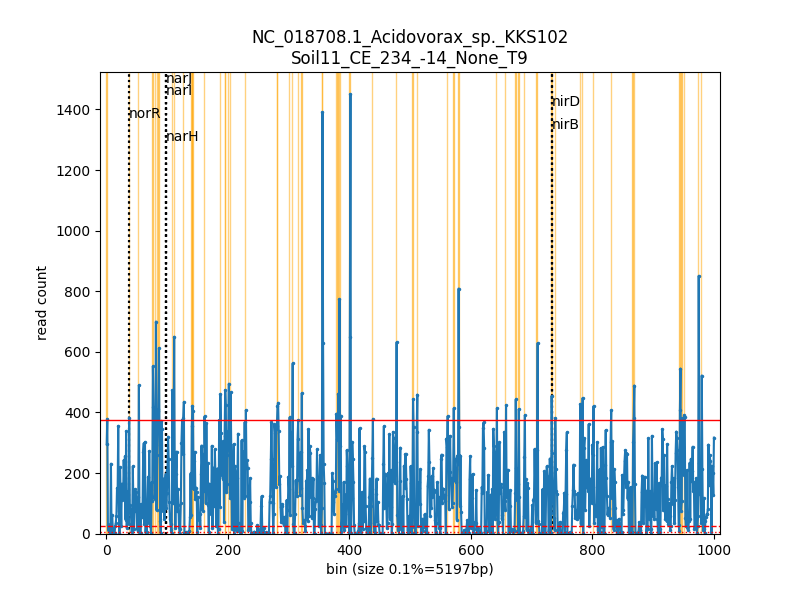 NC_018708.1_Acidovorax_sp._KKS102
Soil11_CE_234_-14_None_T9
narJ
narI
norR
narH
nirD
nirB
1400
1200
1000
800
600
400
200
0
read count
0 200 400 600 800 1000
bin (size 0.1%=5197bp)